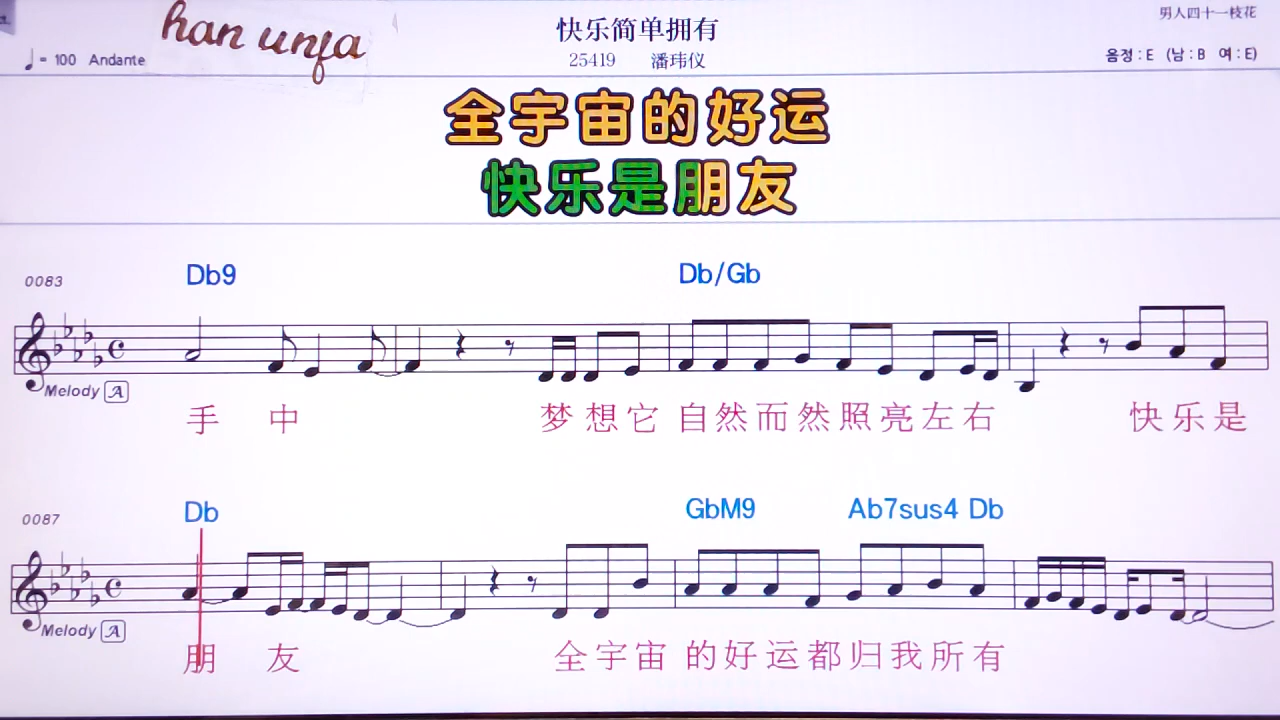 han unja
快乐简单拥有
男人四十一枝花
♩= 100 Andante
25419 潘玮仪
음정 : E (남 : B 여 : E)
全宇宙的好运
快乐是朋友
0083 Db9 Db/Gb
Melody A
手 中 梦想它 自然而然照亮左右 快乐是
0087 Db GbM9 Ab7sus4 Db
Melody A
朋 友 全宇宙 的好运都归我所有